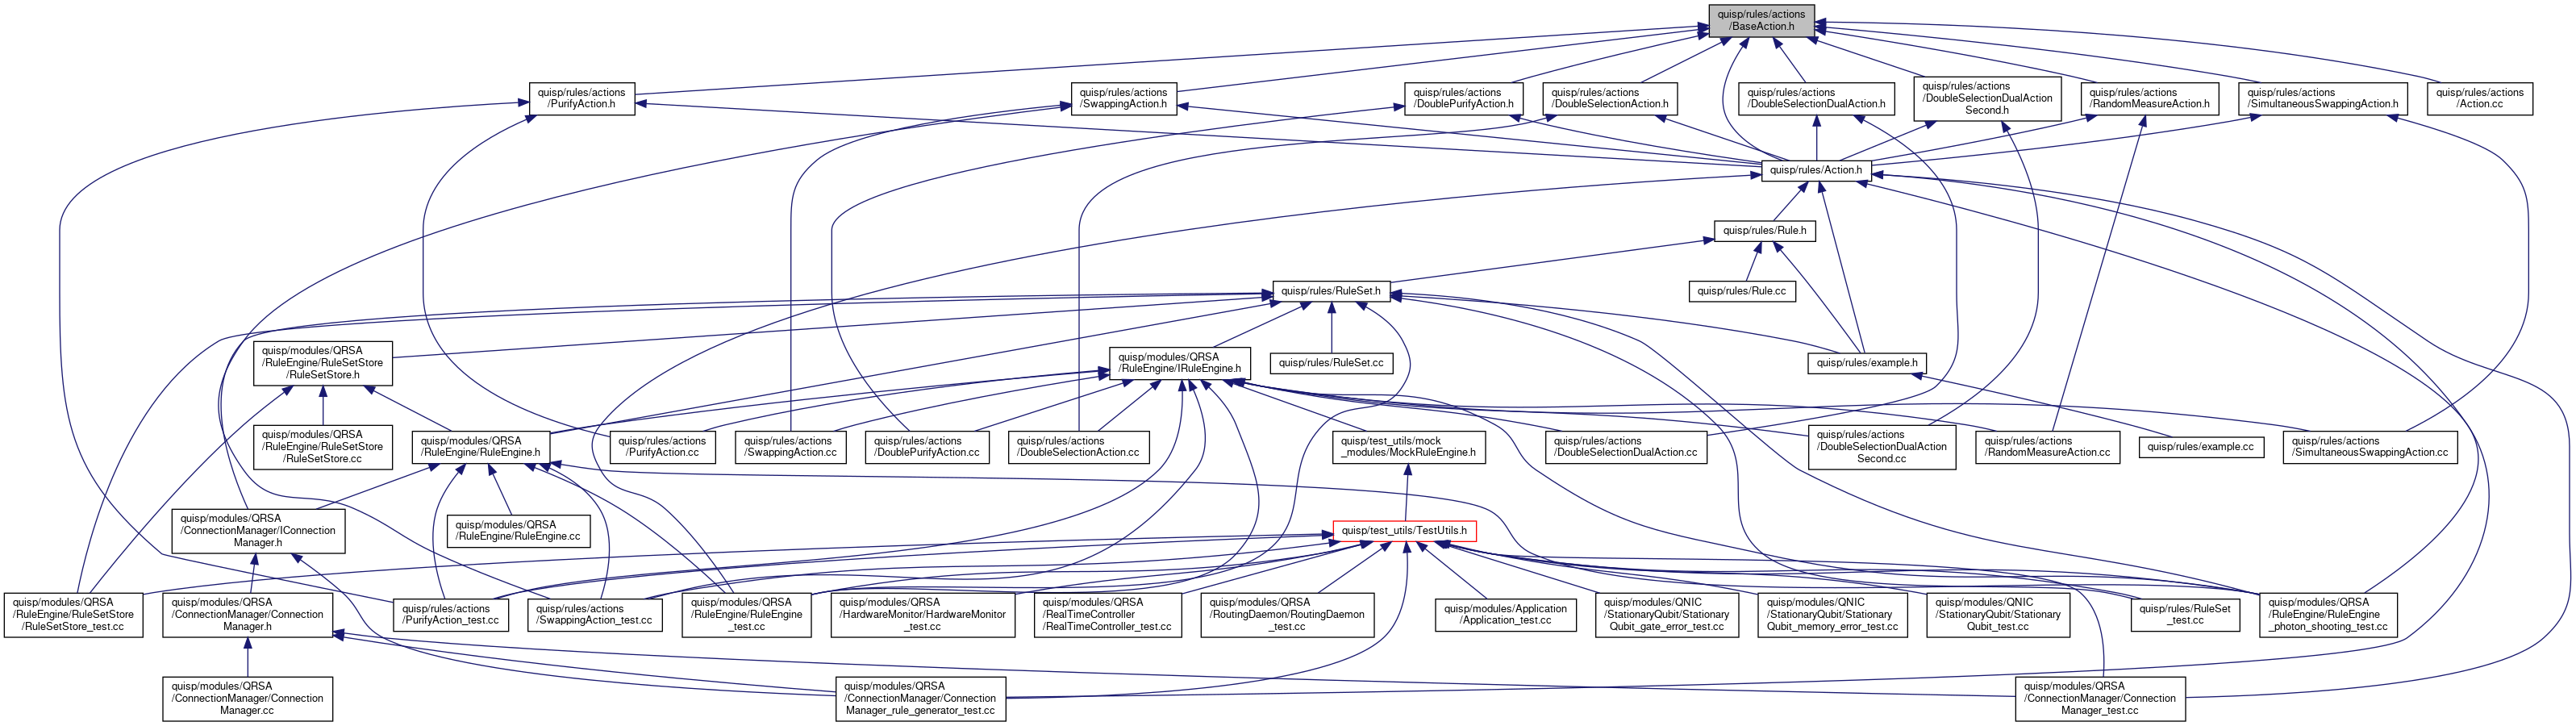 quisp/rules/actions
/BaseAction.h
quisp/rules/actions
/PurifyAction.h
quisp/rules/actions
/SwappingAction.h
quisp/rules/actions
/DoublePurifyAction.h
quisp/rules/actions
/DoubleSelectionAction.h
quisp/rules/actions
/DoubleSelectionDualAction.h
quisp/rules/actions
/DoubleSelectionDualAction
Second.h
quisp/rules/actions
/RandomMeasureAction.h
quisp/rules/actions
/SimultaneousSwappingAction.h
quisp/rules/actions
/Action.cc
quisp/rules/Action.h
quisp/rules/Rule.h
quisp/rules/RuleSet.h
quisp/rules/Rule.cc
quisp/modules/QRSA
/RuleEngine/RuleSetStore
/RuleSetStore.h
quisp/modules/QRSA
/RuleEngine/IRuleEngine.h
quisp/rules/RuleSet.cc
quisp/rules/example.h
quisp/modules/QRSA
/RuleEngine/RuleSetStore
/RuleSetStore.cc
quisp/modules/QRSA
/RuleEngine/RuleEngine.h
quisp/rules/actions
/PurifyAction.cc
quisp/rules/actions
/SwappingAction.cc
quisp/rules/actions
/DoublePurifyAction.cc
quisp/rules/actions
/DoubleSelectionAction.cc
quisp/test_utils/mock
_modules/MockRuleEngine.h
quisp/rules/actions
/DoubleSelectionDualAction.cc
quisp/rules/actions
/DoubleSelectionDualAction
Second.cc
quisp/rules/actions
/RandomMeasureAction.cc
quisp/rules/example.cc
quisp/rules/actions
/SimultaneousSwappingAction.cc
quisp/modules/QRSA
/ConnectionManager/IConnection
Manager.h
quisp/modules/QRSA
/RuleEngine/RuleEngine.cc
quisp/test_utils/TestUtils.h
quisp/modules/QRSA
/RuleEngine/RuleSetStore
/RuleSetStore_test.cc
quisp/modules/QRSA
/ConnectionManager/Connection
Manager.h
quisp/rules/actions
/PurifyAction_test.cc
quisp/rules/actions
/SwappingAction_test.cc
quisp/modules/QRSA
/RuleEngine/RuleEngine
_test.cc
quisp/modules/QRSA
/HardwareMonitor/HardwareMonitor
_test.cc
quisp/modules/QRSA
/RealTimeController
/RealTimeController_test.cc
quisp/modules/QRSA
/RoutingDaemon/RoutingDaemon
_test.cc
quisp/modules/Application
/Application_test.cc
quisp/modules/QNIC
/StationaryQubit/Stationary
Qubit_gate_error_test.cc
quisp/modules/QNIC
/StationaryQubit/Stationary
Qubit_memory_error_test.cc
quisp/modules/QNIC
/StationaryQubit/Stationary
Qubit_test.cc
quisp/rules/RuleSet
_test.cc
quisp/modules/QRSA
/RuleEngine/RuleEngine
_photon_shooting_test.cc
quisp/modules/QRSA
/ConnectionManager/Connection
Manager.cc
quisp/modules/QRSA
/ConnectionManager/Connection
Manager_rule_generator_test.cc
quisp/modules/QRSA
/ConnectionManager/Connection
Manager_test.cc